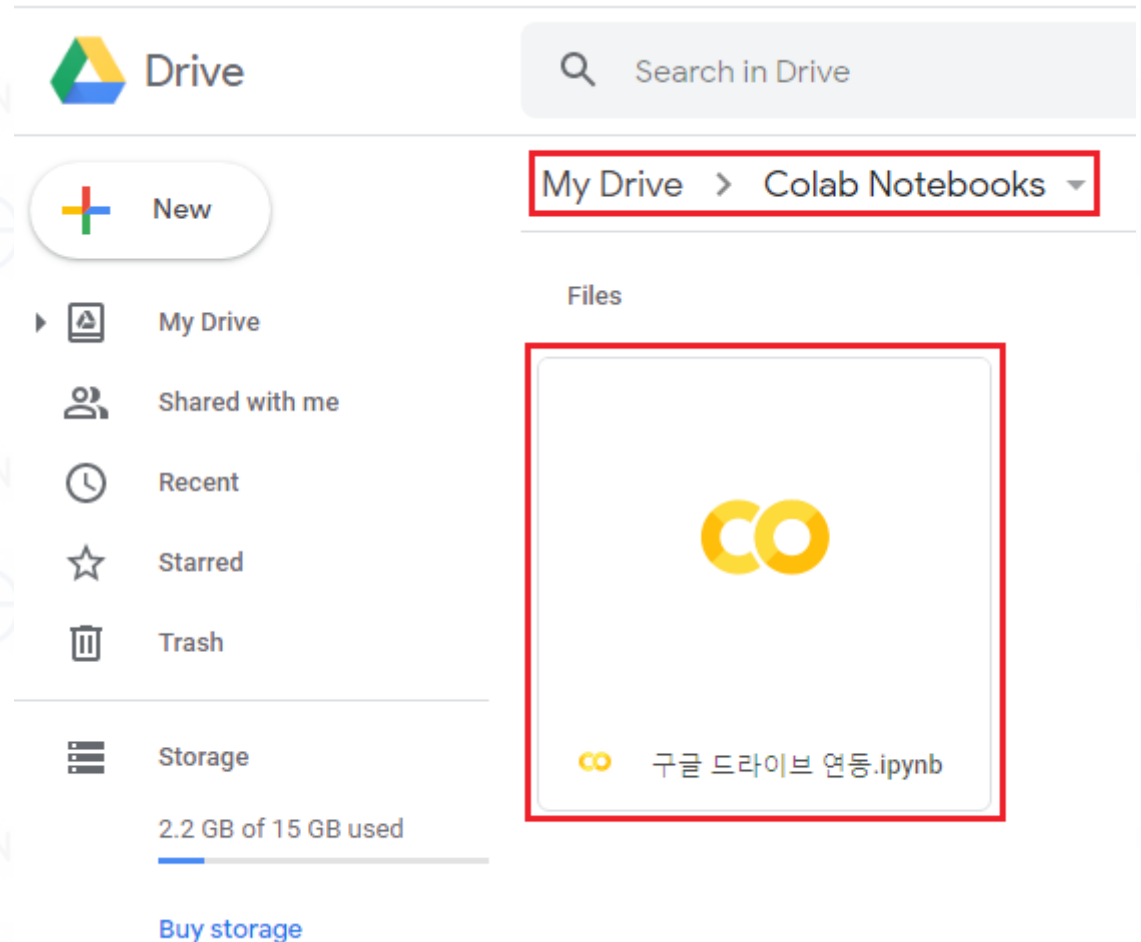 Drive
Search in Drive
New
My Drive > Colab Notebooks
My Drive
Shared with me
Recent
Starred
Trash
Storage
2.2 GB of 15 GB used
Buy storage
Files
CO
CO 구글 드라이브 연동.ipynb